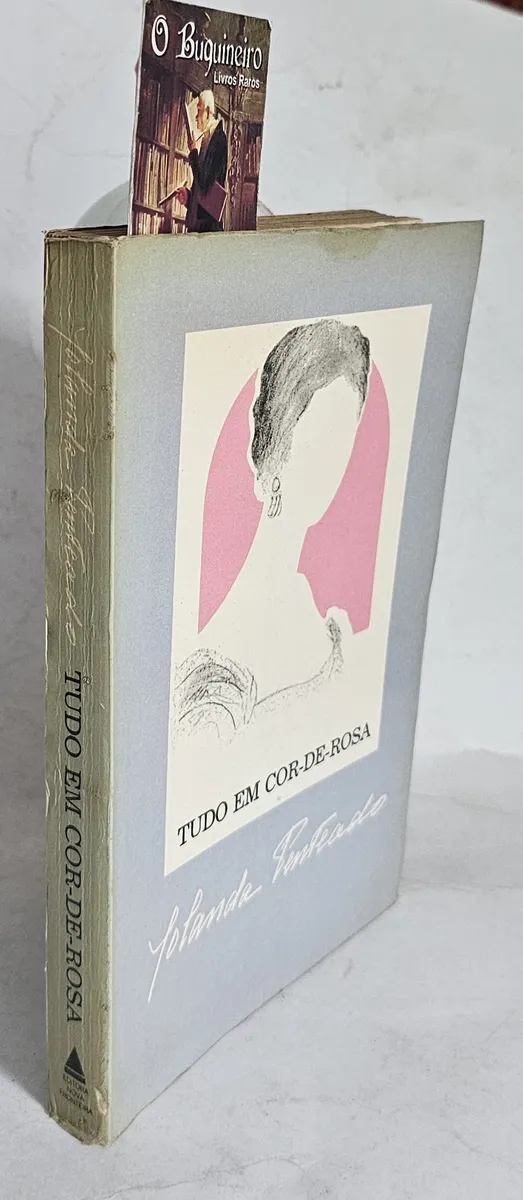 O Buquineiro
Livros Raros
TUDO EM COR-DE-ROSA
Yolanda Penteado
Yolanda Penteado
TUDO EM COR-DE-ROSA
EDITORA
NOVA
FRONTEIRA